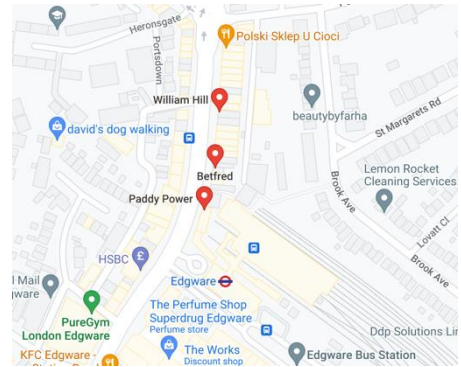 Heronsgate
Portsdown
Polski Sklep U Cioci
William Hill
beautybyfarha
St Margarets Rd
david's dog walking
Betfred
Lemon Rocket
Cleaning Services
Brook Ave
Paddy Power
Lovatt Cl
HSBC
£
Brook Ave
Edgware
l Mail
gware
PureGym
London Edgware
The Perfume Shop
Superdrug Edgware
Perfume store
Ddp Solutions Lim
KFC Edgware -
The Works
Discount shop
Edgware Bus Station